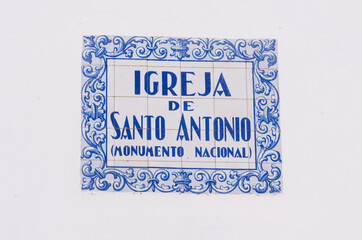 IGREJA
DE
SANTO ANTONIO
(MONUMENTO NACIONAL)